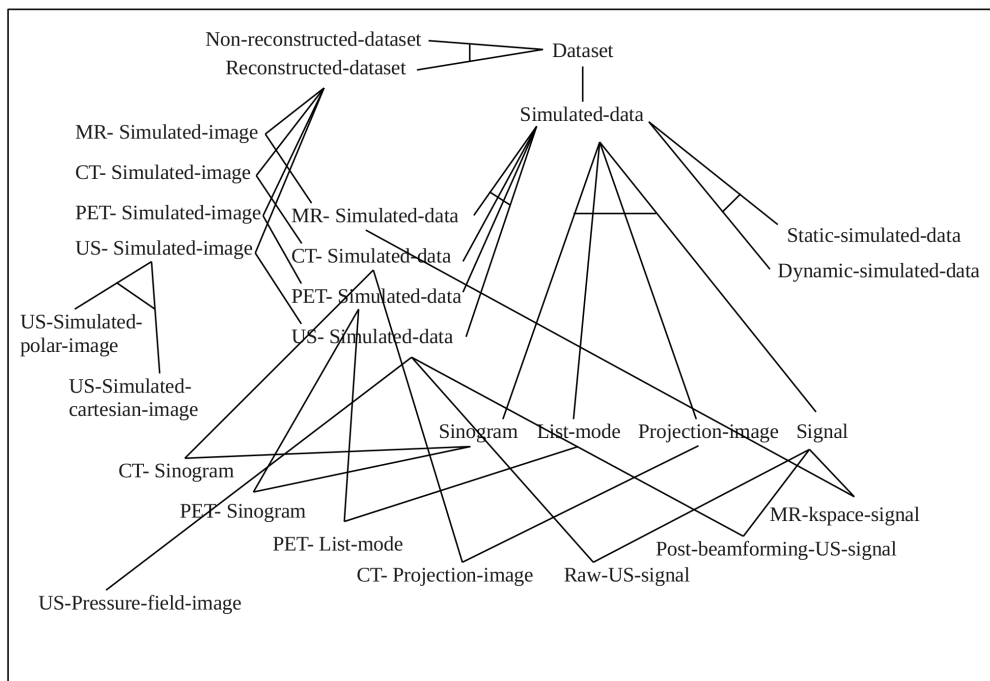 Non-reconstructed-dataset
Dataset
Reconstructed-dataset
Simulated-data
MR- Simulated-image
CT- Simulated-image
PET- Simulated-image
US- Simulated-image
MR- Simulated-data
CT- Simulated-data
PET- Simulated-data
US- Simulated-data
Static-simulated-data
Dynamic-simulated-data
US-Simulated-
polar-image
US-Simulated-
cartesian-image
Sinogram
List-mode
Projection-image
Signal
CT- Sinogram
PET- Sinogram
PET- List-mode
CT- Projection-image
Raw-US-signal
Post-beamforming-US-signal
MR-kspace-signal
US-Pressure-field-image